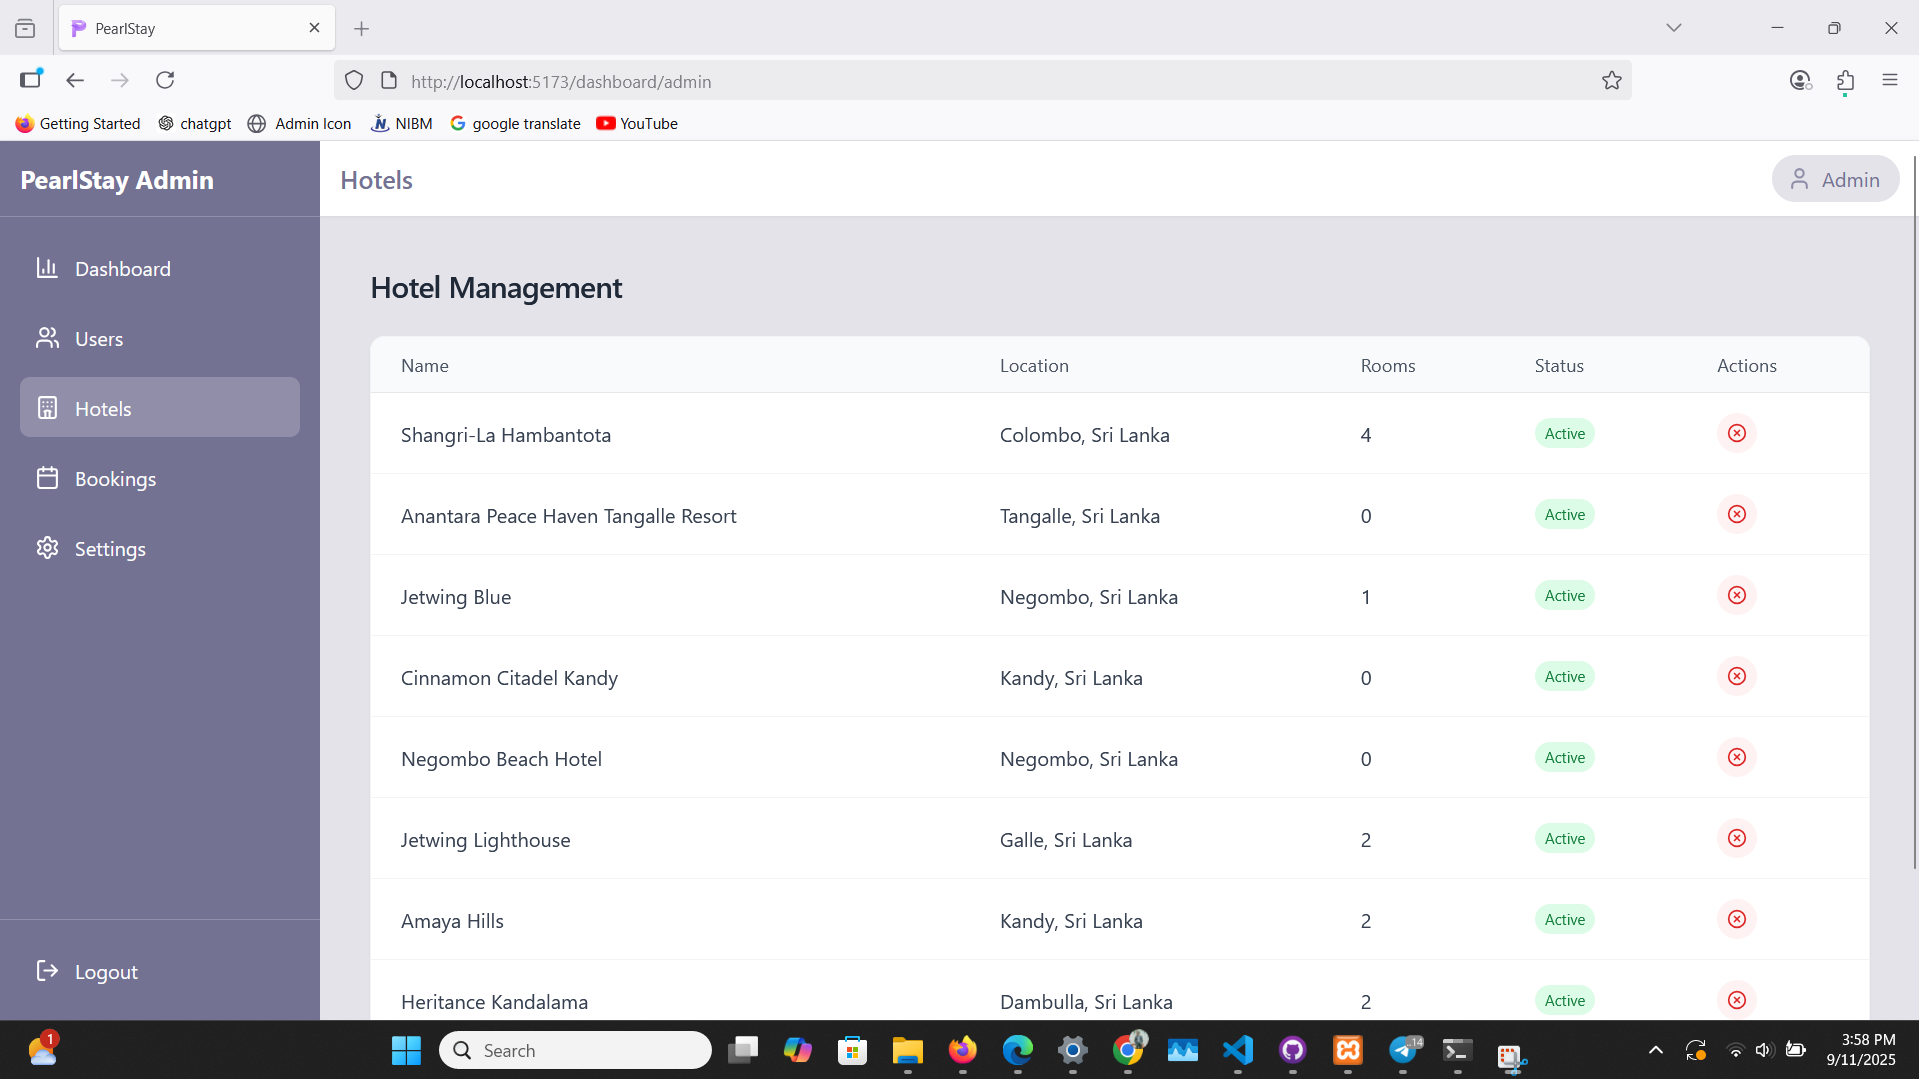 PearlStay
http://localhost:5173/dashboard/admin
Getting Started chatgpt Admin Icon NIBM google translate YouTube
PearlStay Admin
Hotels
Admin
Dashboard
Users
Hotels
Bookings
Settings
Logout
Hotel Management
Name Location Rooms Status Actions
Shangri-La Hambantota Colombo, Sri Lanka 4 Active
Anantara Peace Haven Tangalle Resort Tangalle, Sri Lanka 0 Active
Jetwing Blue Negombo, Sri Lanka 1 Active
Cinnamon Citadel Kandy Kandy, Sri Lanka 0 Active
Negombo Beach Hotel Negombo, Sri Lanka 0 Active
Jetwing Lighthouse Galle, Sri Lanka 2 Active
Amaya Hills Kandy, Sri Lanka 2 Active
Heritance Kandalama Dambulla, Sri Lanka 2 Active
1
Search
14
3:58 PM
9/11/2025